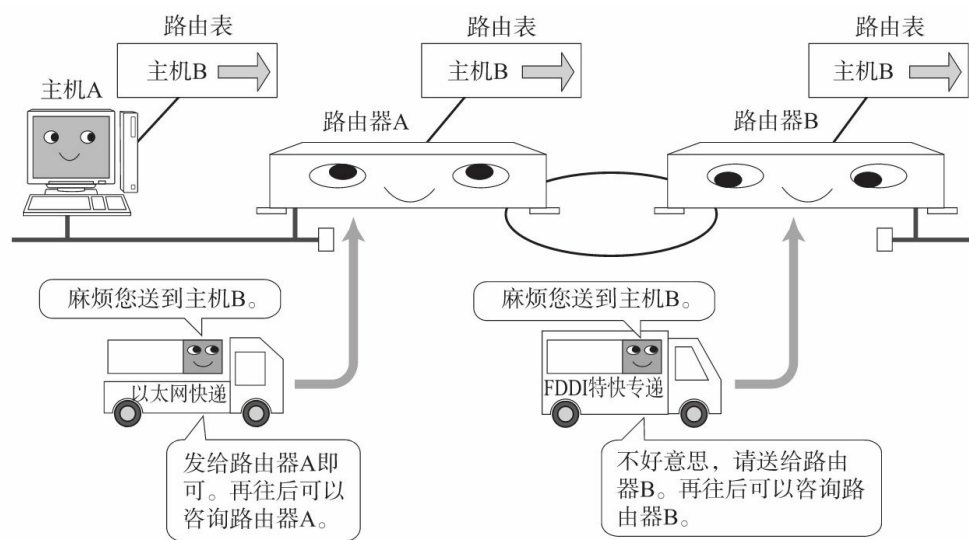 路由表
主机B
路由表
主机B
路由表
主机B
主机A
路由器A
路由器B
麻烦您送到主机B。
以太网快递
发给路由器A即
可。再往后可以
咨询路由器A。
麻烦您送到主机B。
FDDI特快专递
不好意思，请送给路由
器B。再往后可以咨询路
由器B。